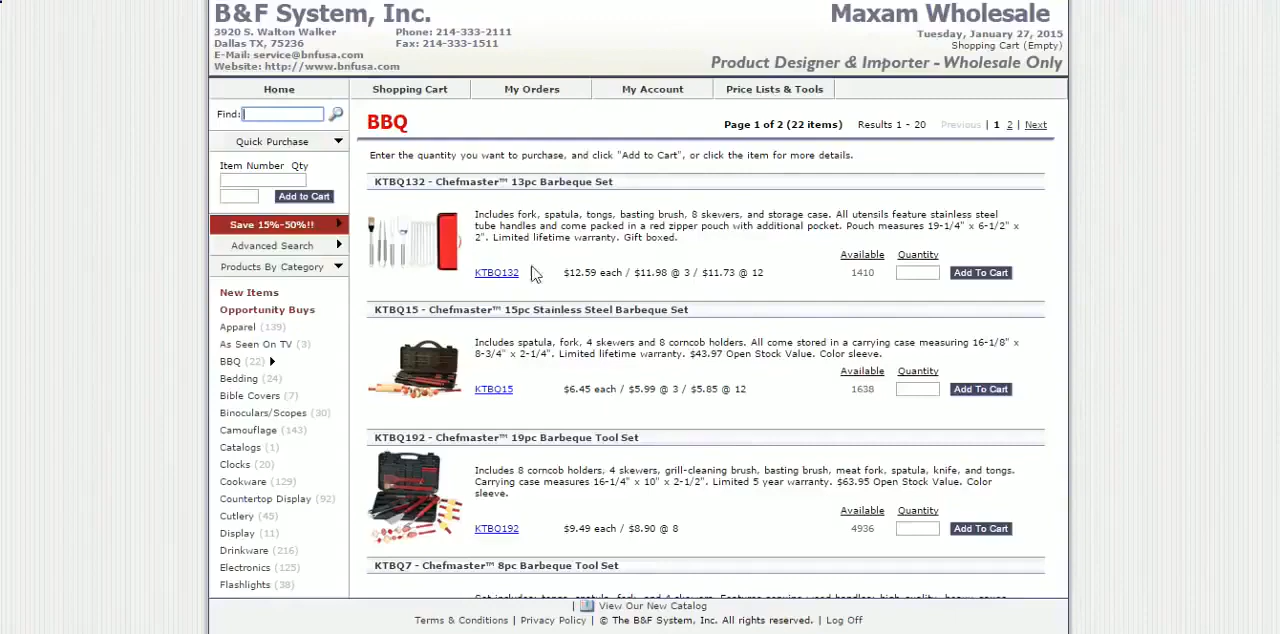 B&F System, Inc.
3920 S. Walton Walker Phone: 214-333-2111
Dallas TX, 75236 Fax: 214-333-1511
E-Mail: service@bnfusa.com
Website: http://www.bnfusa.com
Maxam Wholesale
Tuesday, January 27, 2015
Shopping Cart (Empty)
Product Designer & Importer - Wholesale Only
Home Shopping Cart My Orders My Account Price Lists & Tools
Find:
Quick Purchase
Item Number Qty
Add to Cart
Save 15%-50%!!
Advanced Search
Products By Category
New Items
Opportunity Buys
Apparel (139)
As Seen On TV (3)
BBQ (22)
Bedding (24)
Bible Covers (7)
Binoculars/Scopes (30)
Camouflage (143)
Catalogs (1)
Clocks (20)
Cookware (129)
Countertop Display (92)
Cutlery (45)
Display (11)
Drinkware (216)
Electronics (125)
Flashlights (38)
BBQ
Page 1 of 2 (22 items) Results 1 - 20 Previous | 1 2 | Next
Enter the quantity you want to purchase, and click "Add to Cart", or click the item for more details.
KTBQ132 - Chefmaster™ 13pc Barbeque Set
Includes fork, spatula, tongs, basting brush, 8 skewers, and storage case. All utensils feature stainless steel
tube handles and come packed in a red zipper pouch with additional pocket. Pouch measures 19-1/4" x 6-1/2" x
2". Limited lifetime warranty. Gift boxed.
Available Quantity
KTBQ132 $12.59 each / $11.98 @ 3 / $11.73 @ 12 1410 Add To Cart
KTBQ15 - Chefmaster™ 15pc Stainless Steel Barbeque Set
Includes spatula, fork, 4 skewers and 8 corncob holders. All come stored in a carrying case measuring 16-1/8" x
8-3/4" x 2-1/4". Limited lifetime warranty. $43.97 Open Stock Value. Color sleeve.
Available Quantity
KTBQ15 $6.45 each / $5.99 @ 3 / $5.85 @ 12 1638 Add To Cart
KTBQ192 - Chefmaster™ 19pc Barbeque Tool Set
Includes 8 corncob holders, 4 skewers, grill-cleaning brush, basting brush, meat fork, spatula, knife, and tongs.
Carrying case measures 16-1/4" x 10" x 2-1/2". Limited 5 year warranty. $63.95 Open Stock Value. Color
sleeve.
Available Quantity
KTBQ192 $9.49 each / $8.90 @ 8 4936 Add To Cart
KTBQ7 - Chefmaster™ 8pc Barbeque Tool Set
| View Our New Catalog
Terms & Conditions | Privacy Policy | © The B&F System, Inc. All rights reserved. | Log Off